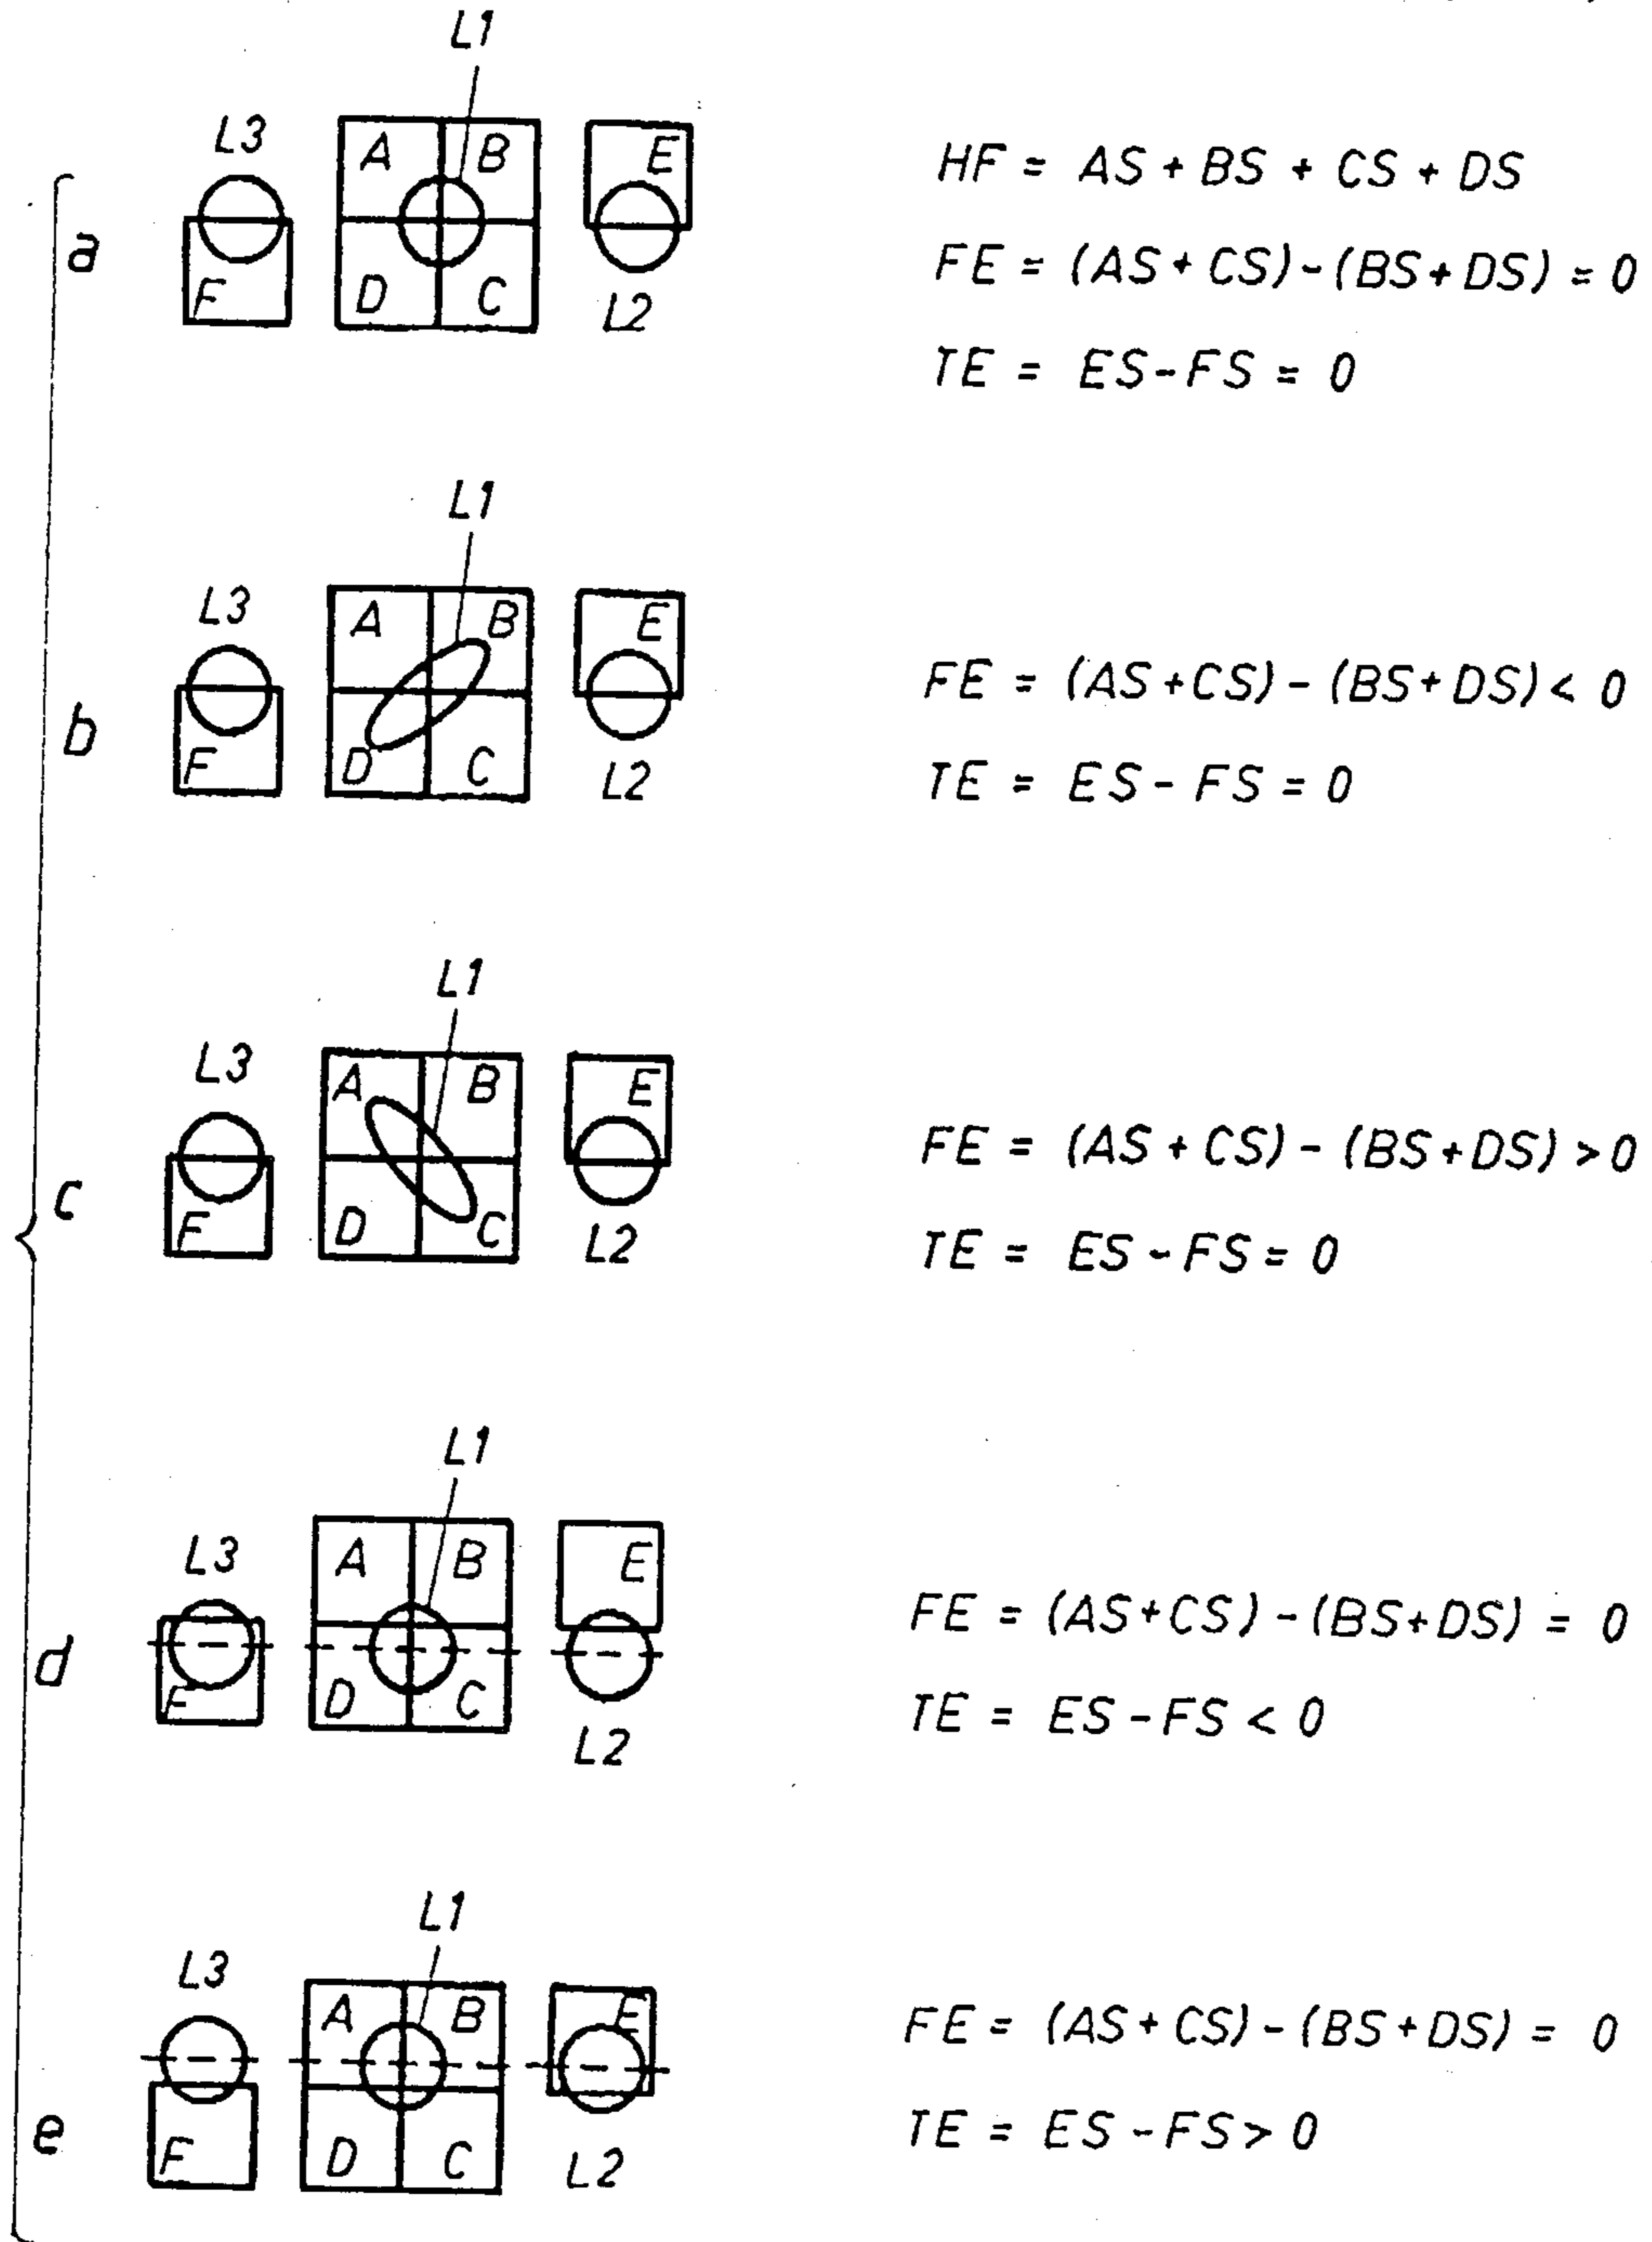 L1
L3 A B E
HF = AS + BS + CS + DS
a
F D C L2
FE = (AS + CS) - (BS + DS) = 0
TE = ES - FS = 0
L1
L3 A B E
FE = (AS + CS) - (BS + DS) < 0
b
F D C L2
TE = ES - FS = 0
L1
L3 A B E
FE = (AS + CS) - (BS + DS) > 0
c
F D C L2
TE = ES - FS = 0
L1
L3 A B E
FE = (AS + CS) - (BS + DS) = 0
d
F D C L2
TE = ES - FS < 0
L1
L3 A B E
FE = (AS + CS) - (BS + DS) = 0
e
F D C L2
TE = ES - FS > 0